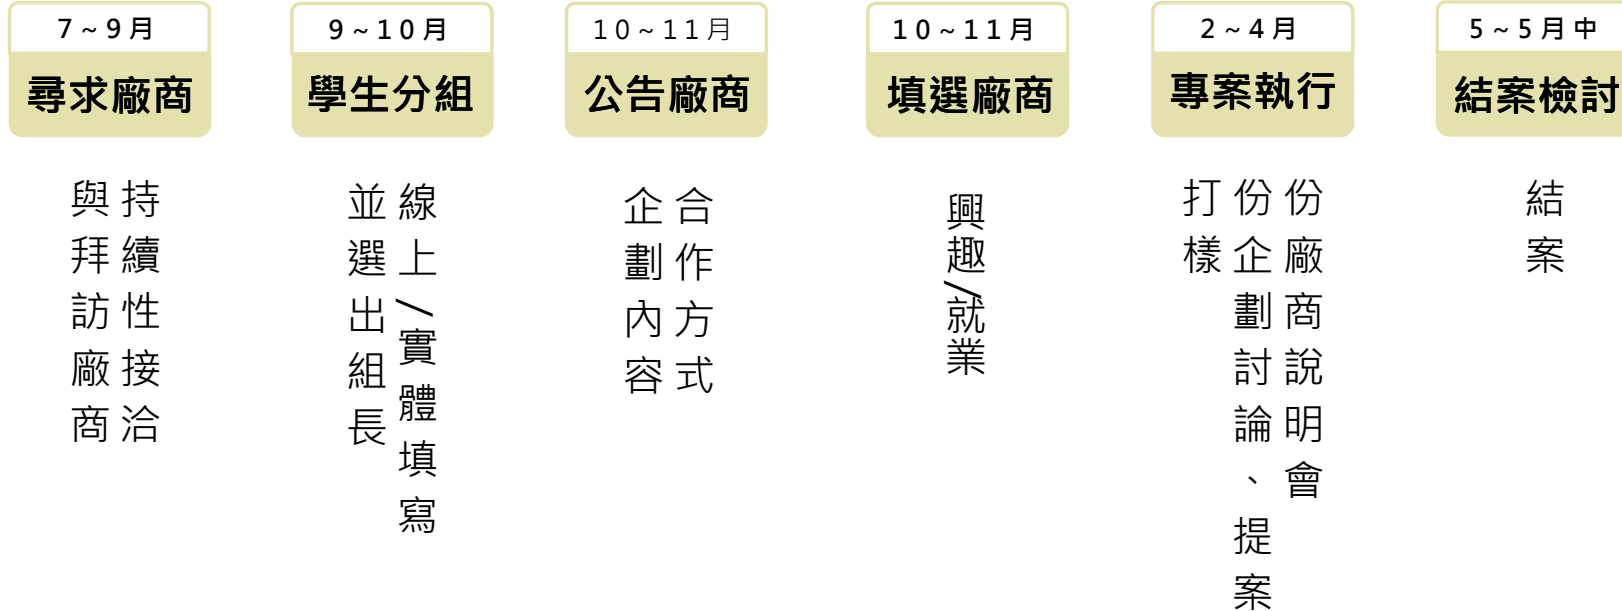 7~9月
尋求廠商
持續性接洽
與拜訪廠商
9~10月
學生分組
線上/實體填寫
並選出組長
10~11月
公告廠商
合作方式
企劃內容
10~11月
填選廠商
興趣/就業
2~4月
專案執行
份廠商說明會
份企劃討論、提案
打樣
5~5月中
結案檢討
結案